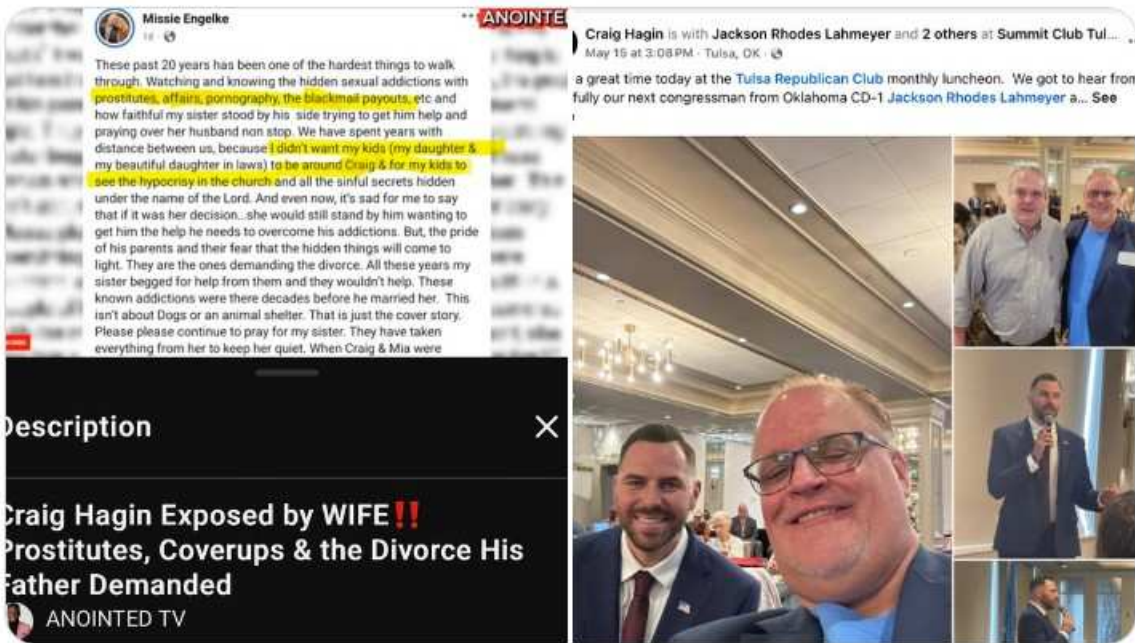 Missie Engelke
ANOINTE
1d
These past 20 years has been one of the hardest things to walk
through. Watching and knowing the hidden sexual addictions with
prostitutes, affairs, pornography, the blackmail payouts, etc and
how faithful my sister stood by his side trying to get him help and
praying over her husband non stop. We have spent years with
distance between us, because I didn't want my kids (my daughter &
my beautiful daughter in laws) to be around Craig & for my kids to
see the hypocrisy in the church and all the sinful secrets hidden
under the name of the Lord. And even now, it's sad for me to say
that if it was her decision...she would still stand by him wanting to
get him the help he needs to overcome his addictions. But, the pride
of his parents and their fear that the hidden things will come to
light. They are the ones demanding the divorce. All these years my
sister begged for help from them and they wouldn't help. These
known addictions were there decades before he married her. This
isn't about Dogs or an animal shelter. That is just the cover story.
Please please continue to pray for my sister. They have taken
everything from her to keep her quiet. When Craig & Mia were
Description
Craig Hagin Exposed by WIFE‼️
Prostitutes, Coverups & the Divorce His
Father Demanded
ANOINTED TV
Craig Hagin is with Jackson Rhodes Lahmeyer and 2 others at Summit Club Tul...
May 15 at 3:08 PM · Tulsa, OK ·
a great time today at the Tulsa Republican Club monthly luncheon. We got to hear from
fully our next congressman from Oklahoma CD-1 Jackson Rhodes Lahmeyer a... See